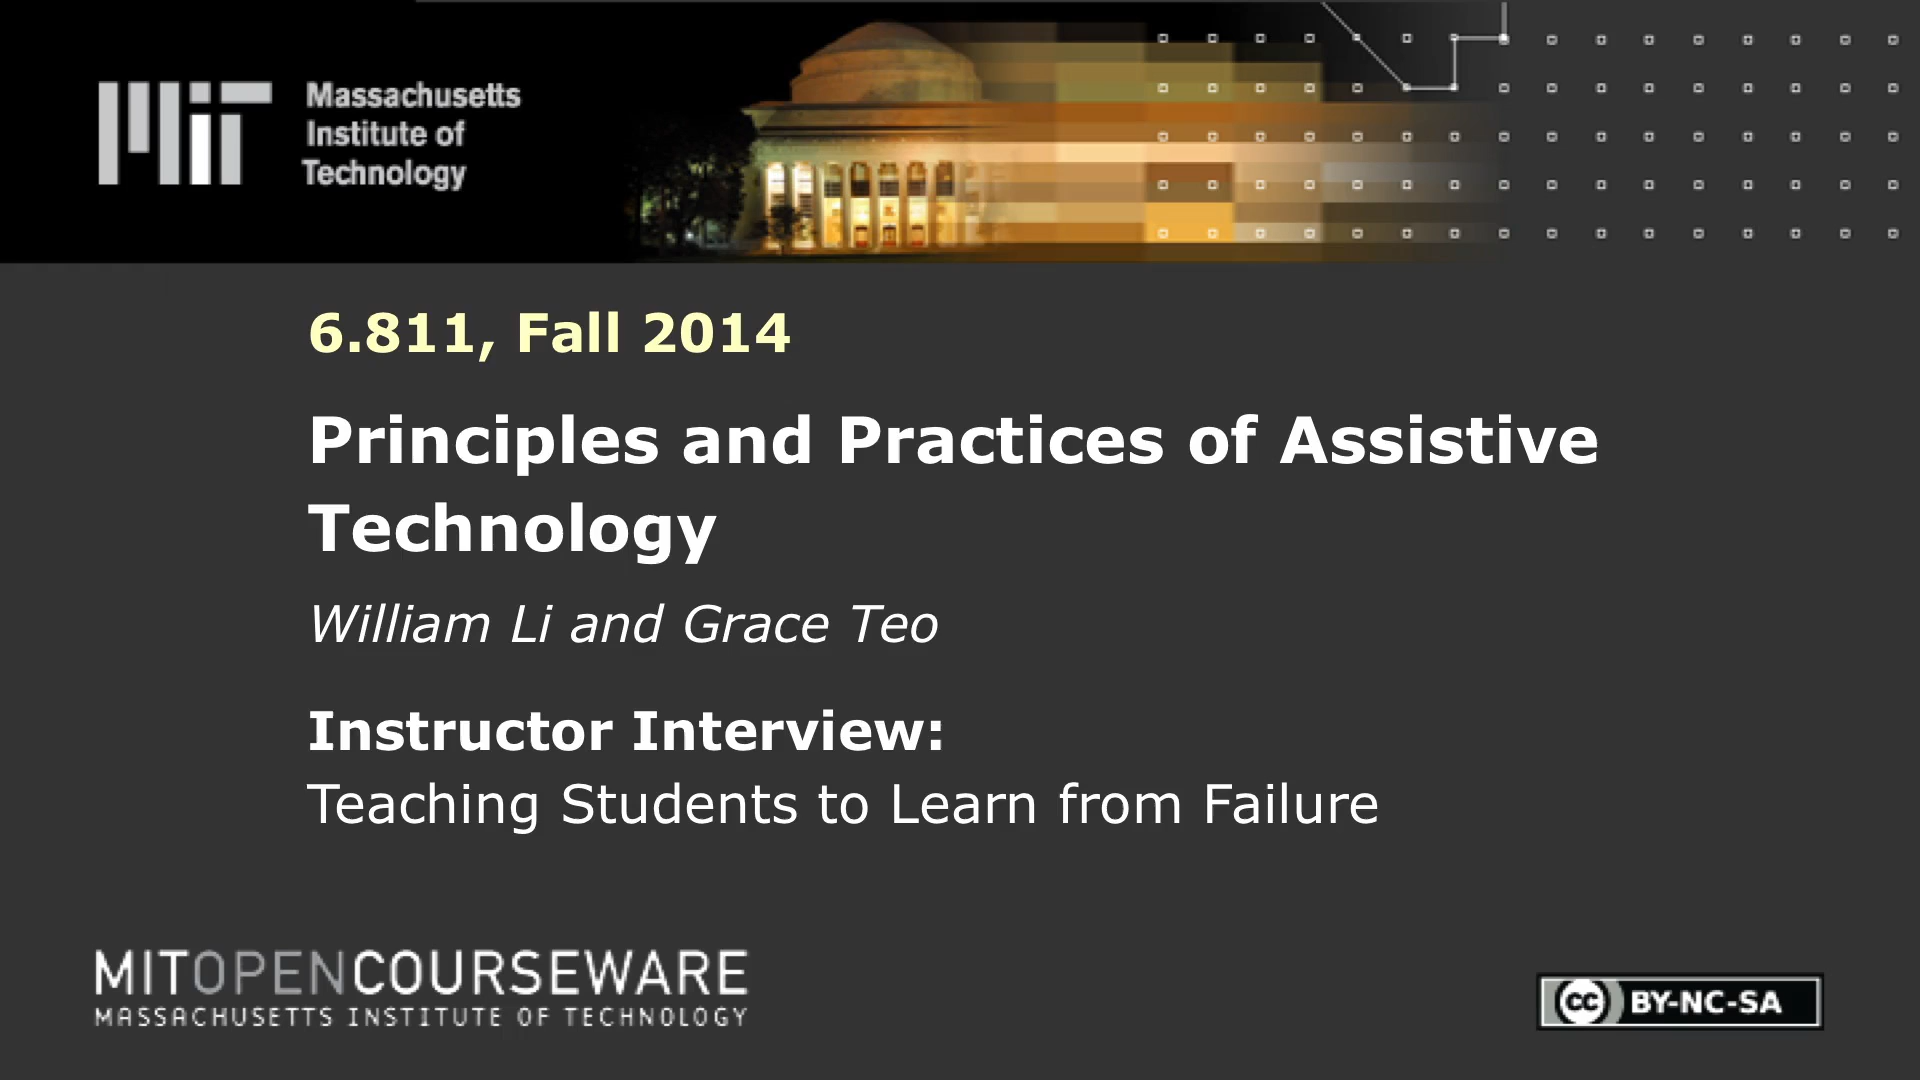 Massachusetts
Institute of
Technology
6.811, Fall 2014
Principles and Practices of Assistive
Technology
William Li and Grace Teo
Instructor Interview:
Teaching Students to Learn from Failure
MITOPENCOURSEWARE
MASSACHUSETTS INSTITUTE OF TECHNOLOGY
cc BY-NC-SA